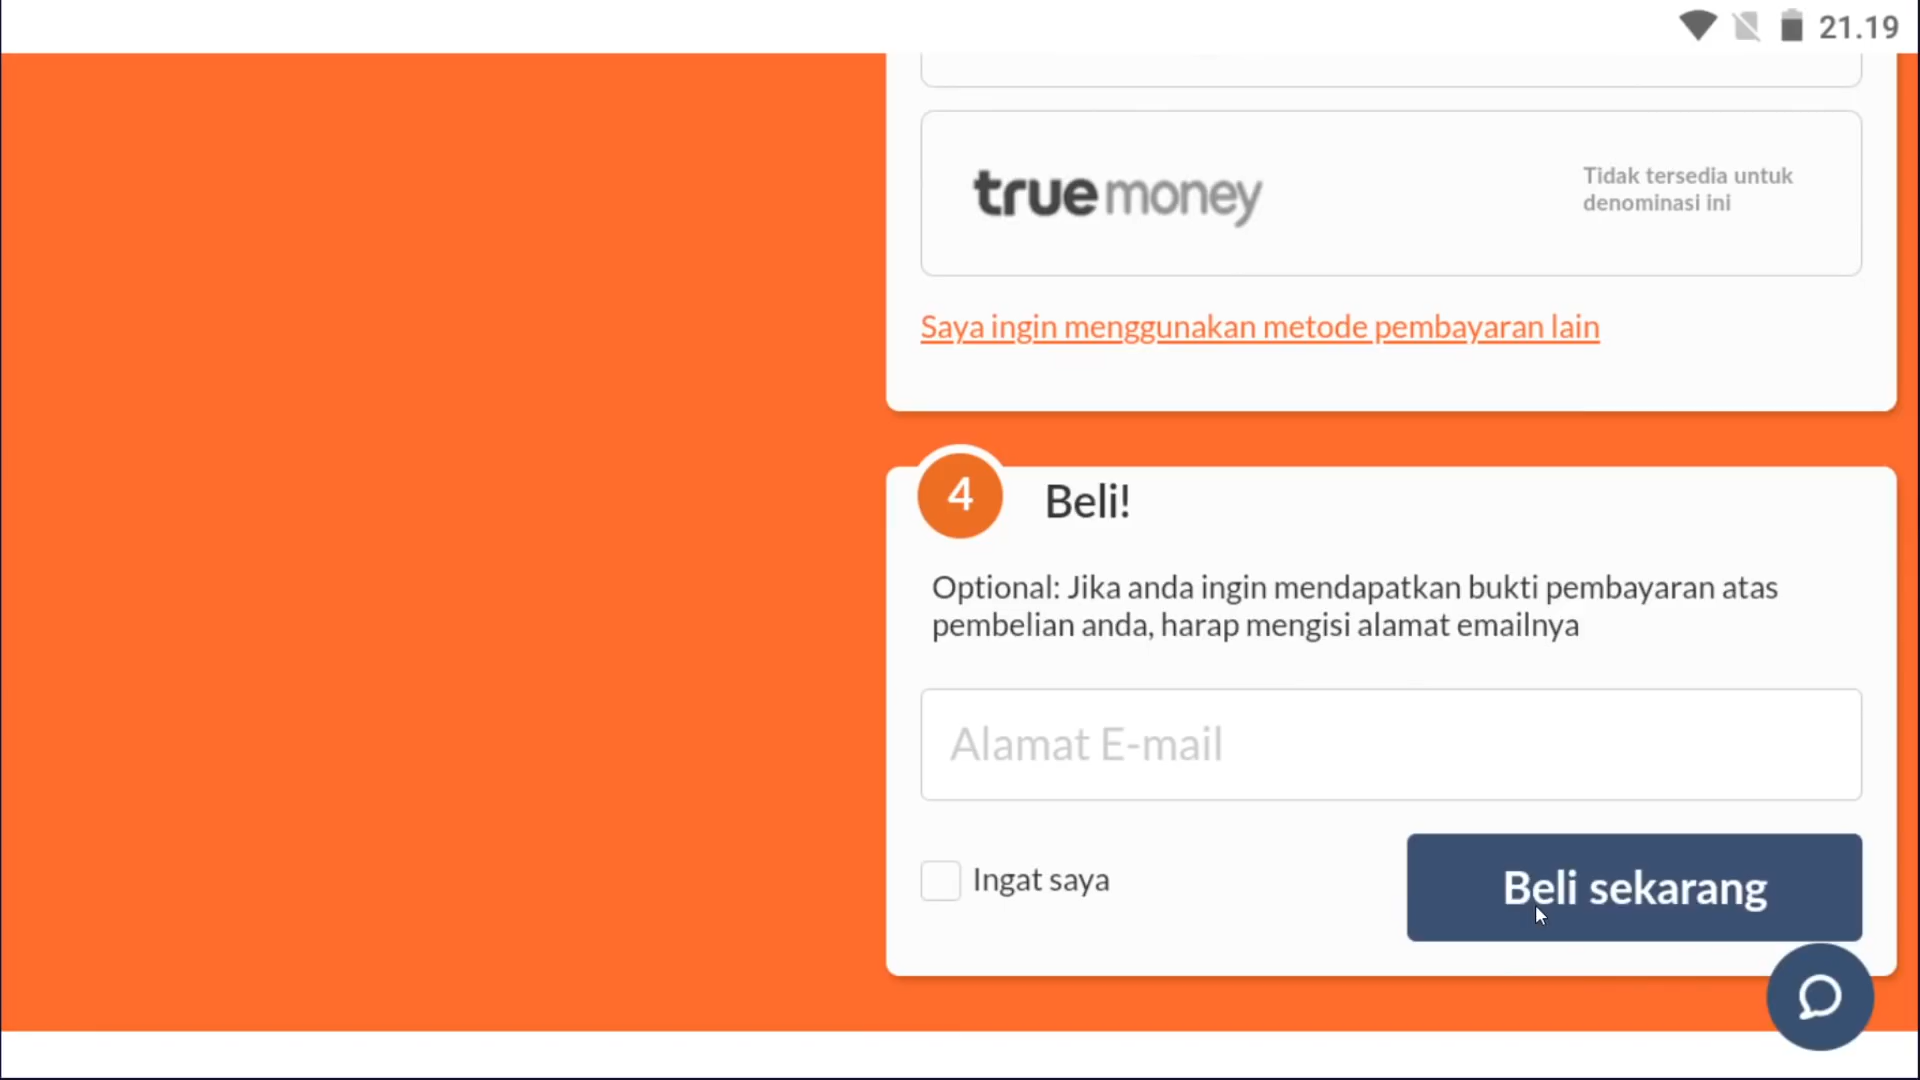 21.19
truemoney
Tidak tersedia untuk
denominasi ini
Saya ingin menggunakan metode pembayaran lain
4
Beli!
Optional: Jika anda ingin mendapatkan bukti pembayaran atas
pembelian anda, harap mengisi alamat emailnya
Alamat E-mail
Ingat saya
Beli sekarang